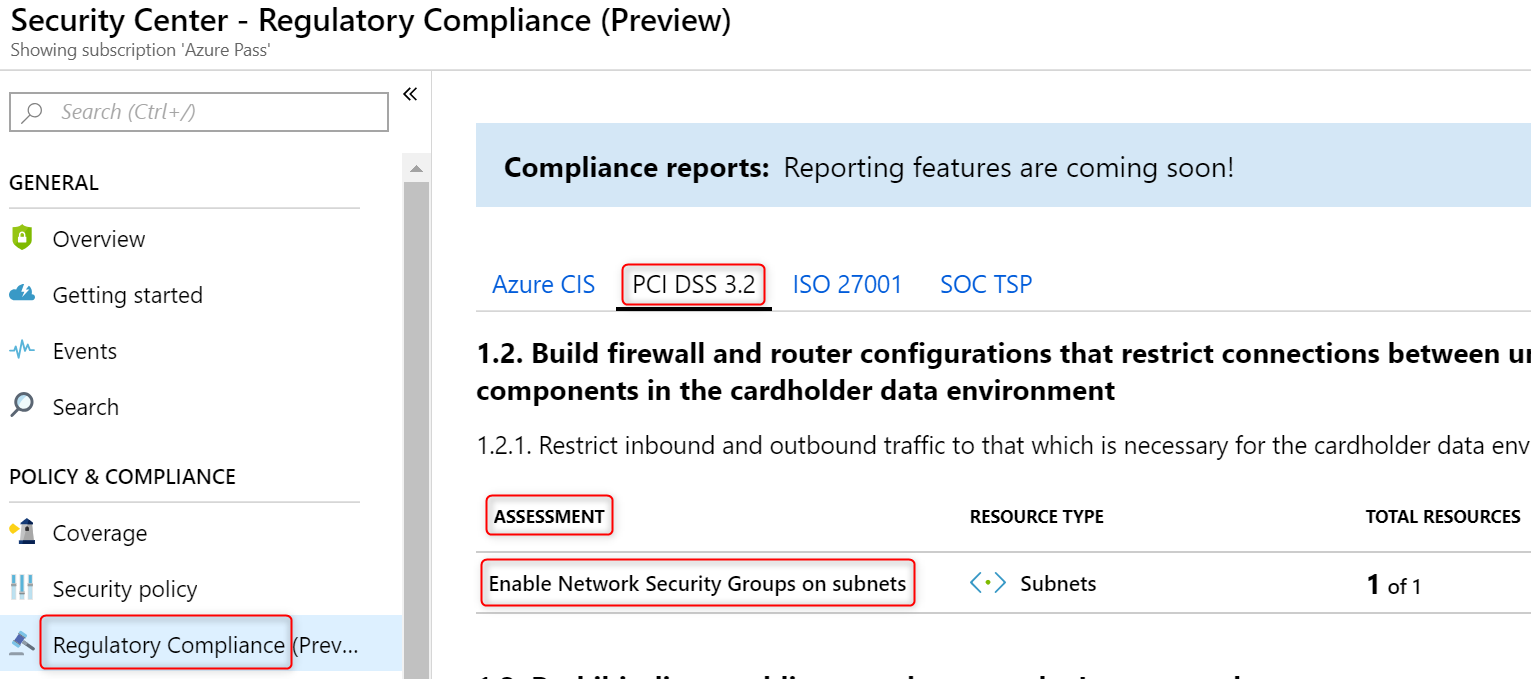 Security Center - Regulatory Compliance (Preview)
Showing subscription 'Azure Pass'
«
Search (Ctrl+/)
GENERAL
Overview
Getting started
Events
Search
POLICY & COMPLIANCE
Coverage
Security policy
Regulatory Compliance (Prev...
Compliance reports: Reporting features are coming soon!
Azure CIS PCI DSS 3.2 ISO 27001 SOC TSP
1.2. Build firewall and router configurations that restrict connections between
components in the cardholder data environment
1.2.1. Restrict inbound and outbound traffic to that which is necessary for the cardholder data
ASSESSMENT RESOURCE TYPE TOTAL RESOURCES
Enable Network Security Groups on subnets Subnets 1 of 1